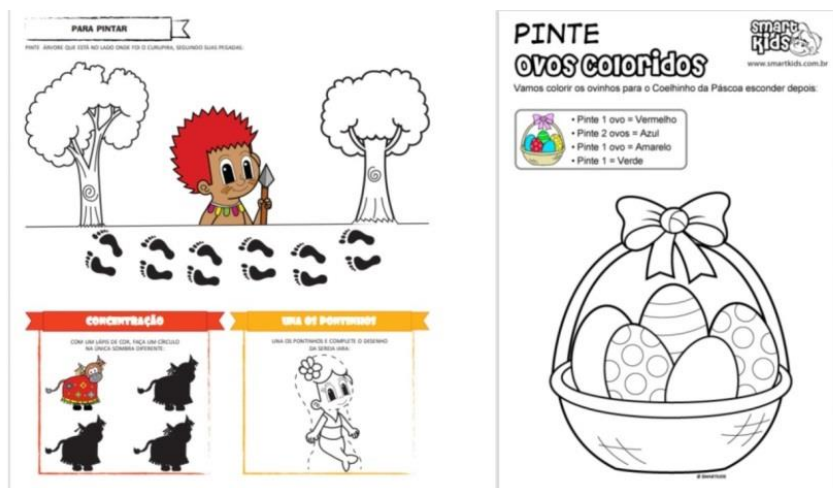 PARA PINTAR
PINTE ÁRVORE QUE ESTÁ NO LADO ONDE FOI O CURUPIRA, SEGUINDO SUAS PEGADAS:
CONCENTRAÇÃO
COM UM LÁPIS DE COR, FAÇA UM CÍRCULO
NA ÚNICA SOMBRA DIFERENTE:
UNA OS PONTINHOS
UNA OS PONTINHOS E COMPLETE O DESENHO
DA SEREIA IARA:
PINTE
OVOS COLORIDOS
smart
Kids
www.smartkids.com.br
Vamos colorir os ovinhos para o Coelhinho da Páscoa esconder depois:
• Pinte 1 ovo = Vermelho
• Pinte 2 ovos = Azul
• Pinte 1 ovo = Amarelo
• Pinte 1 = Verde
© SMARTKIDS